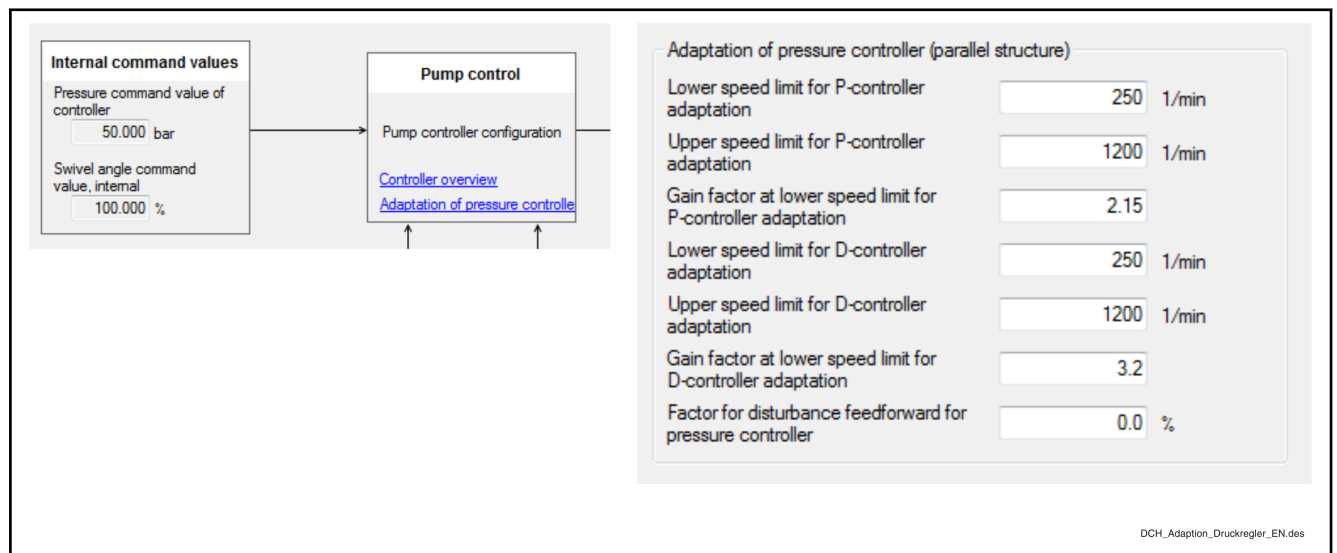 Internal command values
Pressure command value of
controller
50.000 bar
Swivel angle command
value, internal
100.000 %
Pump control
Pump controller configuration
Controller overview
Adaptation of pressure controlle
Adaptation of pressure controller (parallel structure)
Lower speed limit for P-controller
adaptation
250 1/min
Upper speed limit for P-controller
adaptation
1200 1/min
Gain factor at lower speed limit for
P-controller adaptation
2.15
Lower speed limit for D-controller
adaptation
250 1/min
Upper speed limit for D-controller
adaptation
1200 1/min
Gain factor at lower speed limit for
D-controller adaptation
3.2
Factor for disturbance feedforward for
pressure controller
0.0 %
DCH_Adaption_Druckregler_EN.des